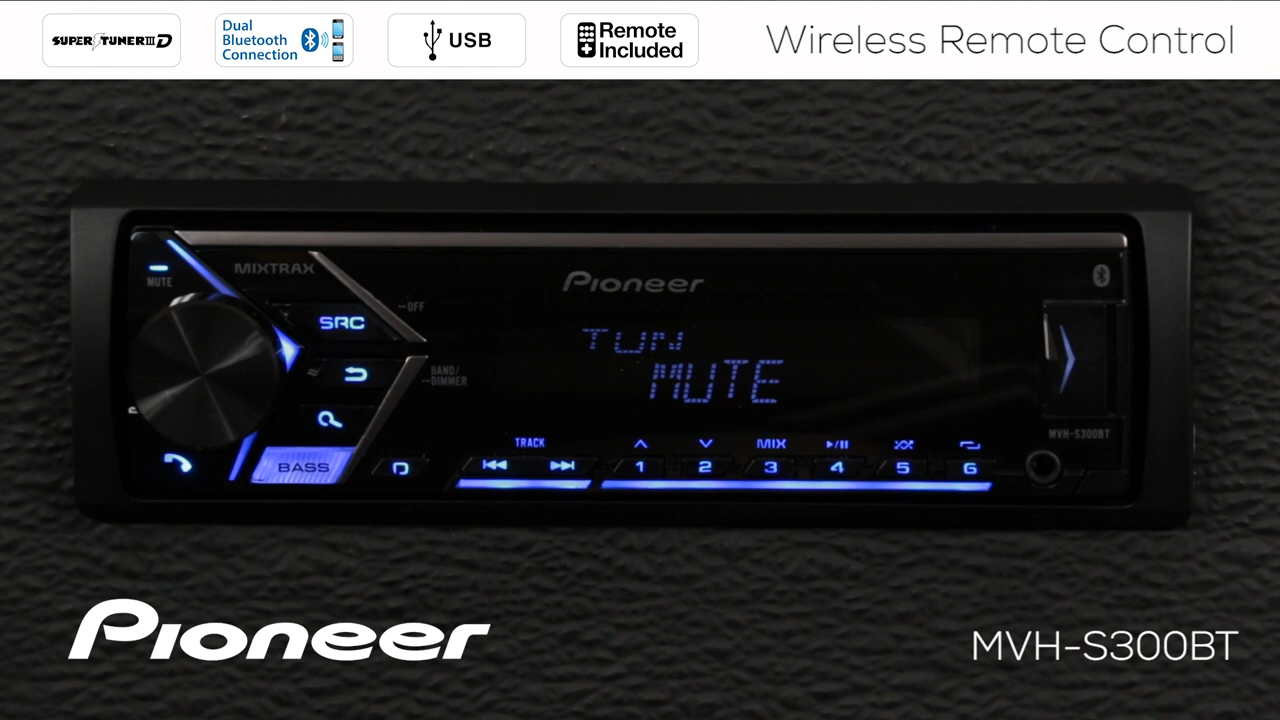 SUPER TUNER III D
Dual
Bluetooth
Connection
USB
Remote
Included
Wireless Remote Control
MUTE
MIXTRAX
Pioneer
OFF
SRC
TUN
MUTE
BAND/
DIMMER
MVH-S300BT
TRACK
MIX
BASS
1 2 3 4 5 6
Pioneer
MVH-S300BT